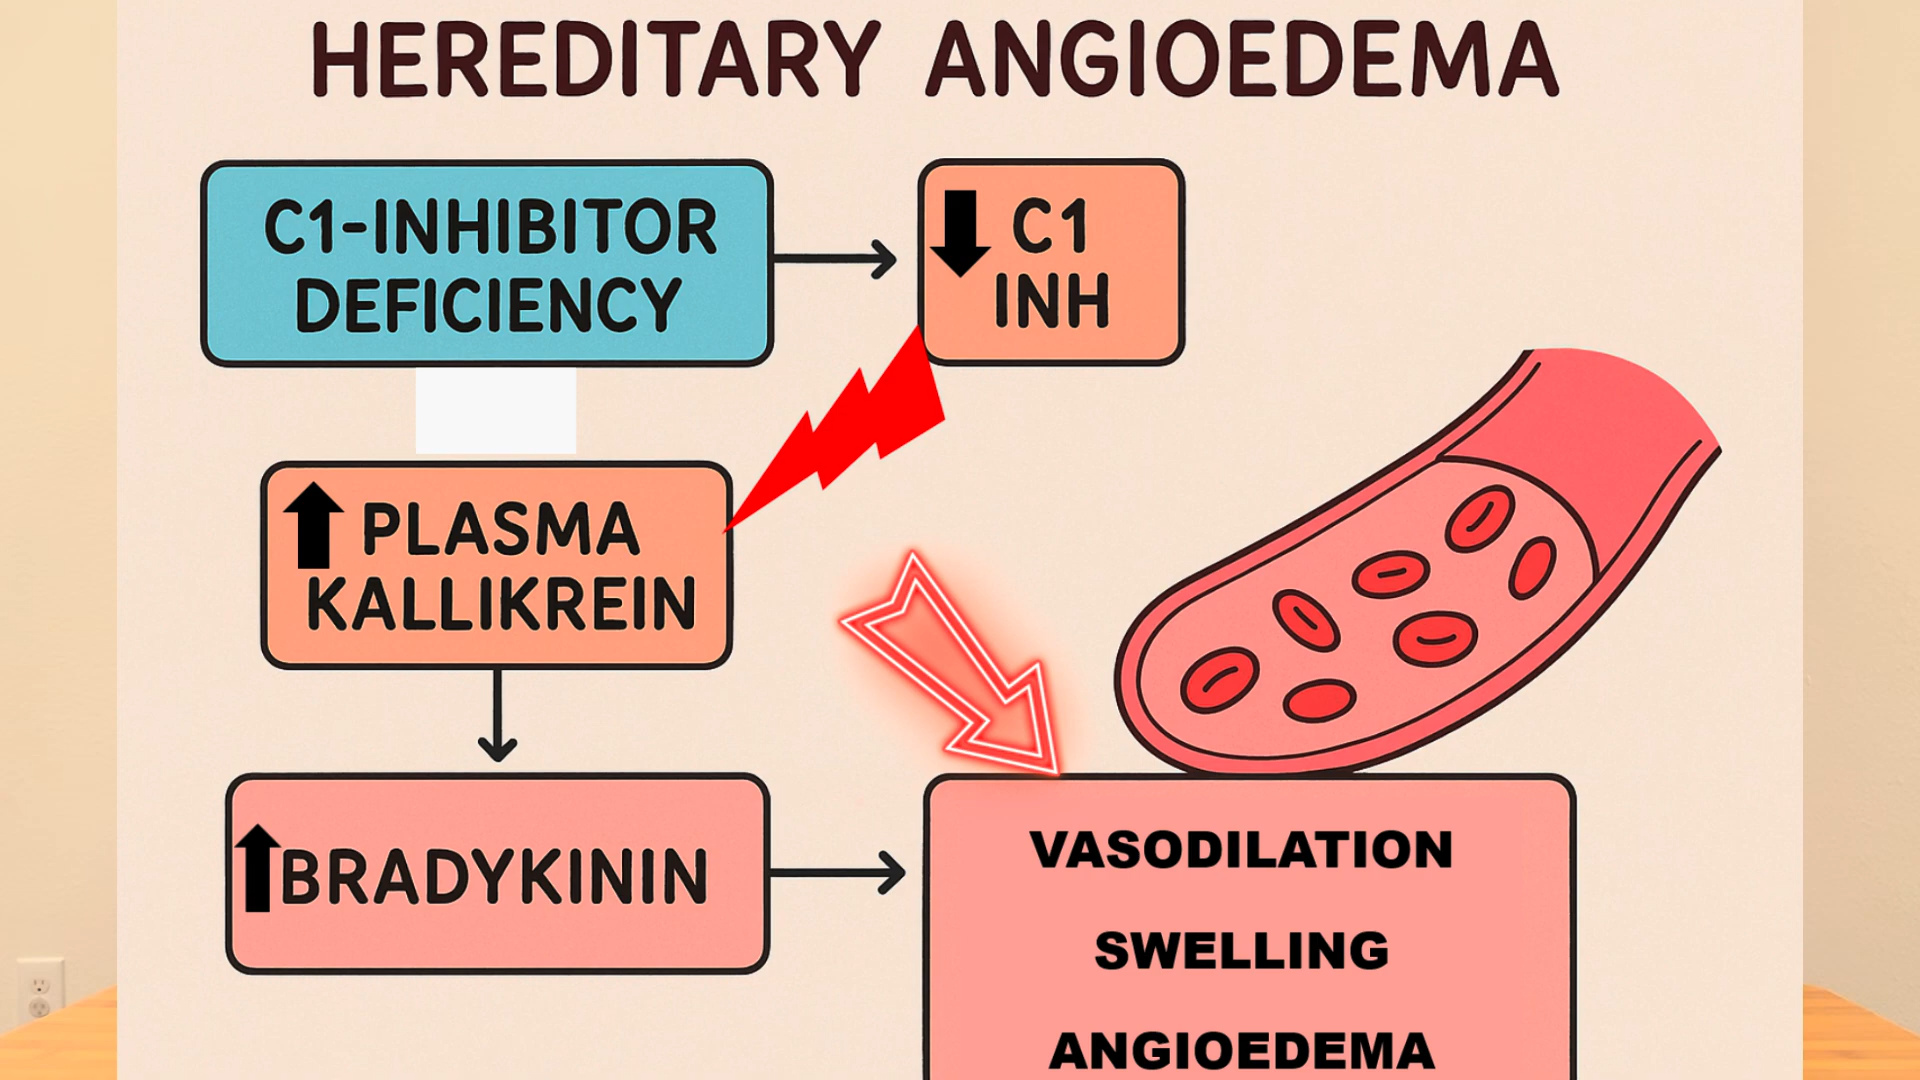 HEREDITARY ANGIOEDEMA
C1-INHIBITOR
DEFICIENCY
C1
INH
PLASMA
KALLIKREIN
BRADYKININ
VASODILATION
SWELLING
ANGIOEDEMA